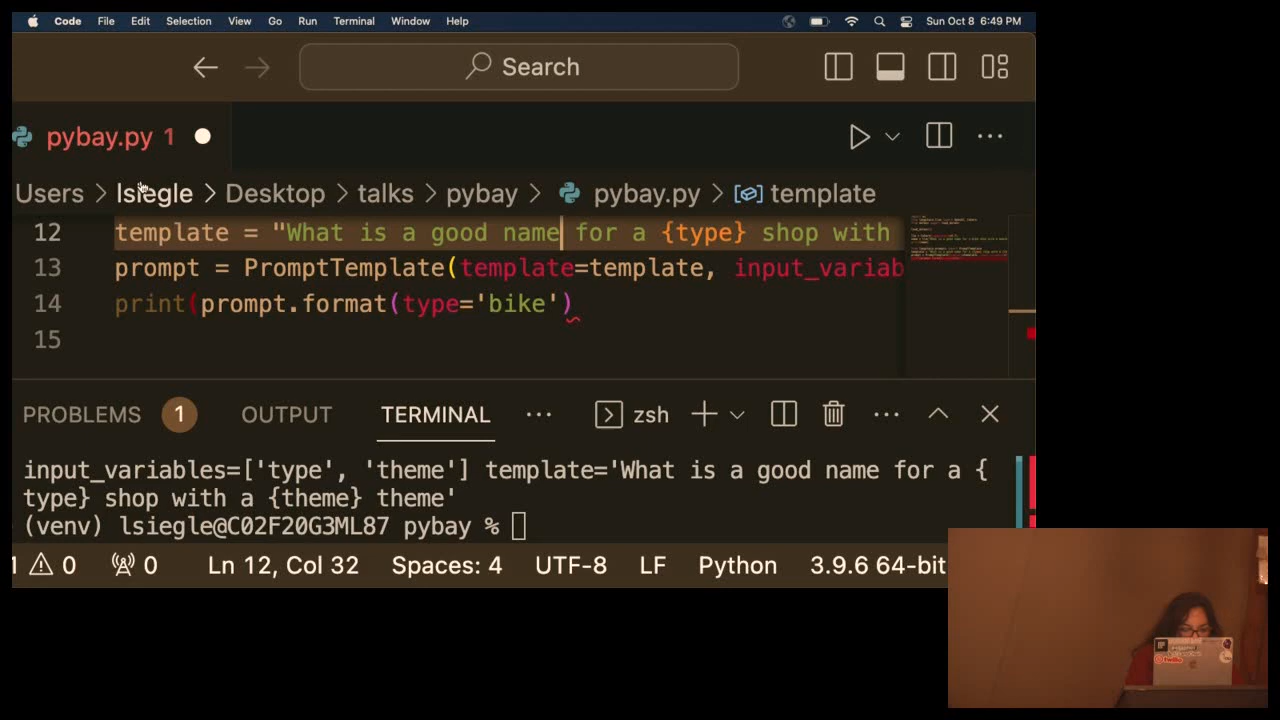 Code File Edit Selection View Go Run Terminal Window Help Sun Oct 8 6:49 PM
Search
pybay.py 1
Users > lsiegle > Desktop > talks > pybay > pybay.py > template
12 template = "What is a good name for a {type} shop with
13 prompt = PromptTemplate(template=template, input_variab
14 print(prompt.format(type='bike')
15
PROBLEMS 1 OUTPUT TERMINAL ··· zsh
input_variables=['type', 'theme'] template='What is a good name for a {
type} shop with a {theme} theme'
(venv) lsiegle@C02F20G3ML87 pybay %
1 0 0 Ln 12, Col 32 Spaces: 4 UTF-8 LF Python 3.9.6 64-bit